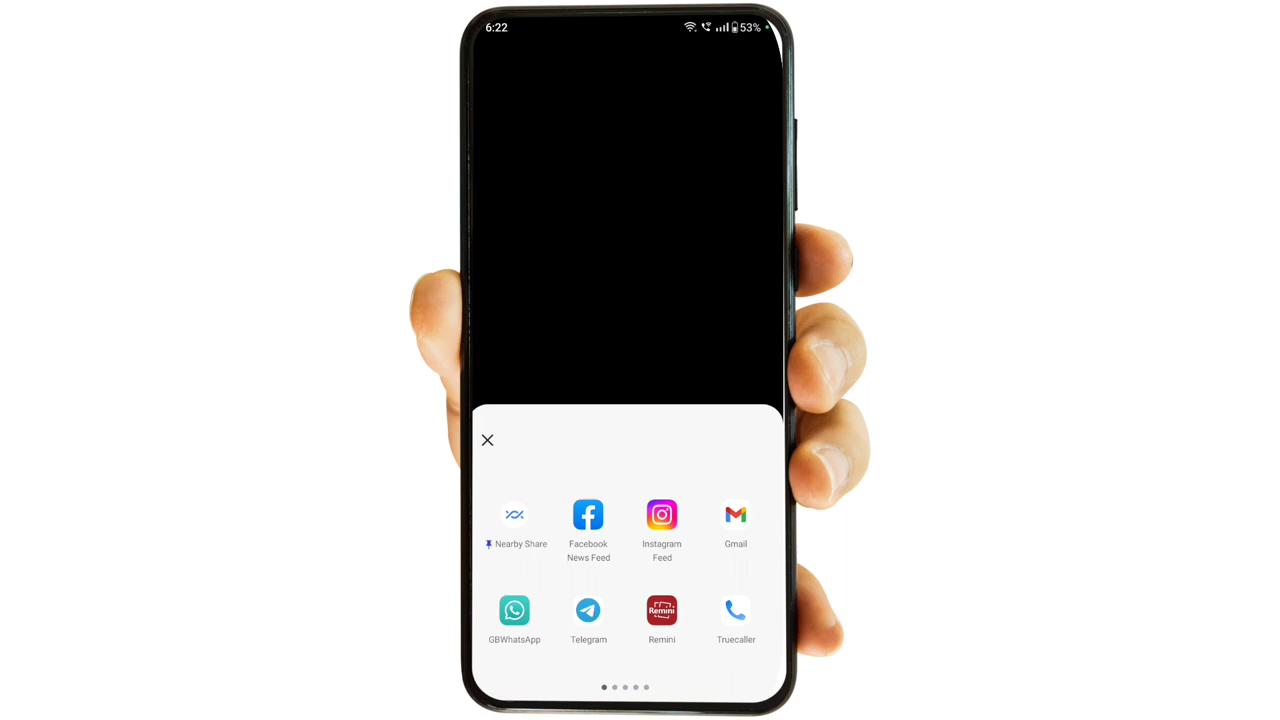 6:22
53%
Nearby Share
Facebook
News Feed
Instagram
Feed
Gmail
Remini
GBWhatsApp
Telegram
Remini
Truecaller